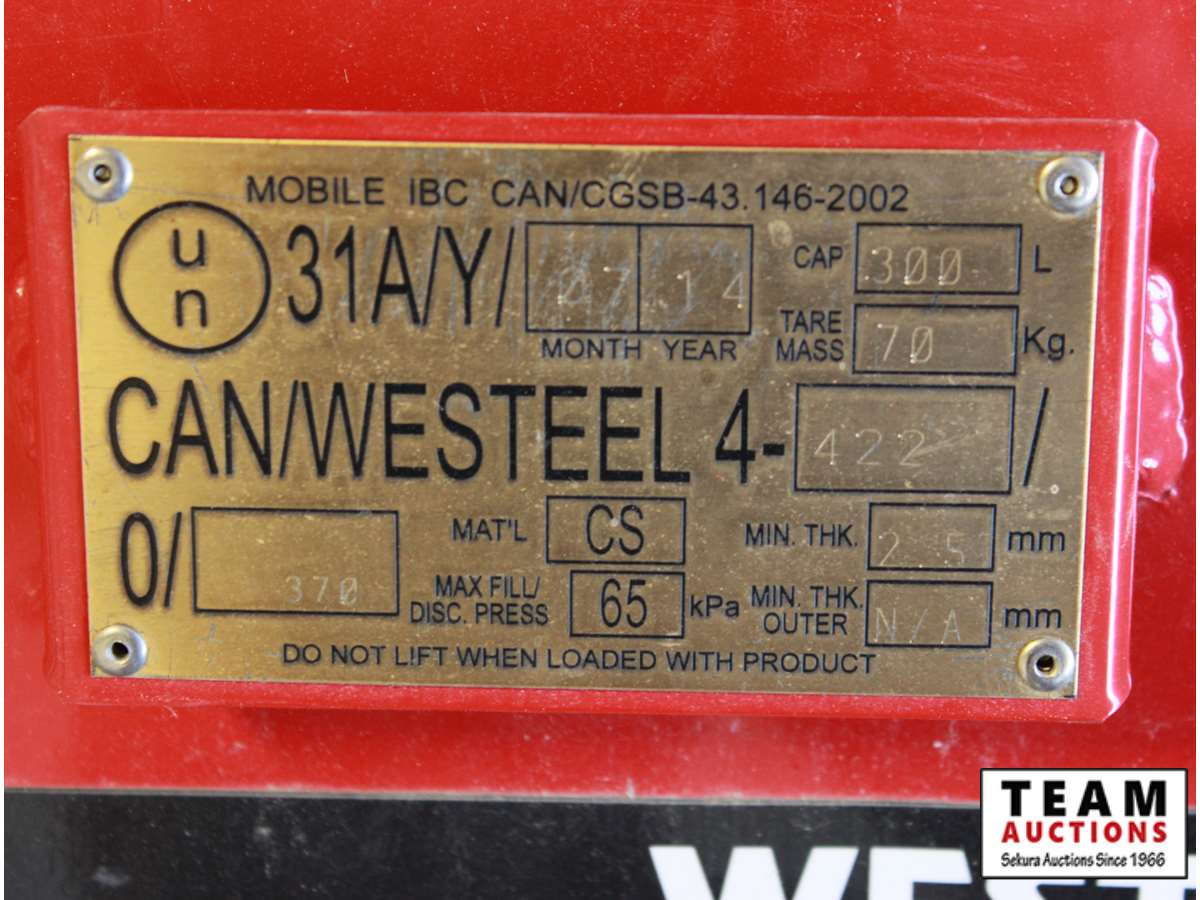 MOBILE IBC CAN/CGSB-43.146-2002
un 31A/Y/ 07 14 CAP 300 L
MONTH YEAR TARE MASS 70 Kg.
CAN/WESTEEL 4- 422 /
0/ 370 MAT'L CS MIN. THK. 2.5 mm
MAX FILL/ DISC. PRESS 65 kPa MIN. THK. OUTER N/A mm
DO NOT LIFT WHEN LOADED WITH PRODUCT
TEAM
AUCTIONS
Sekura Auctions Since 1966